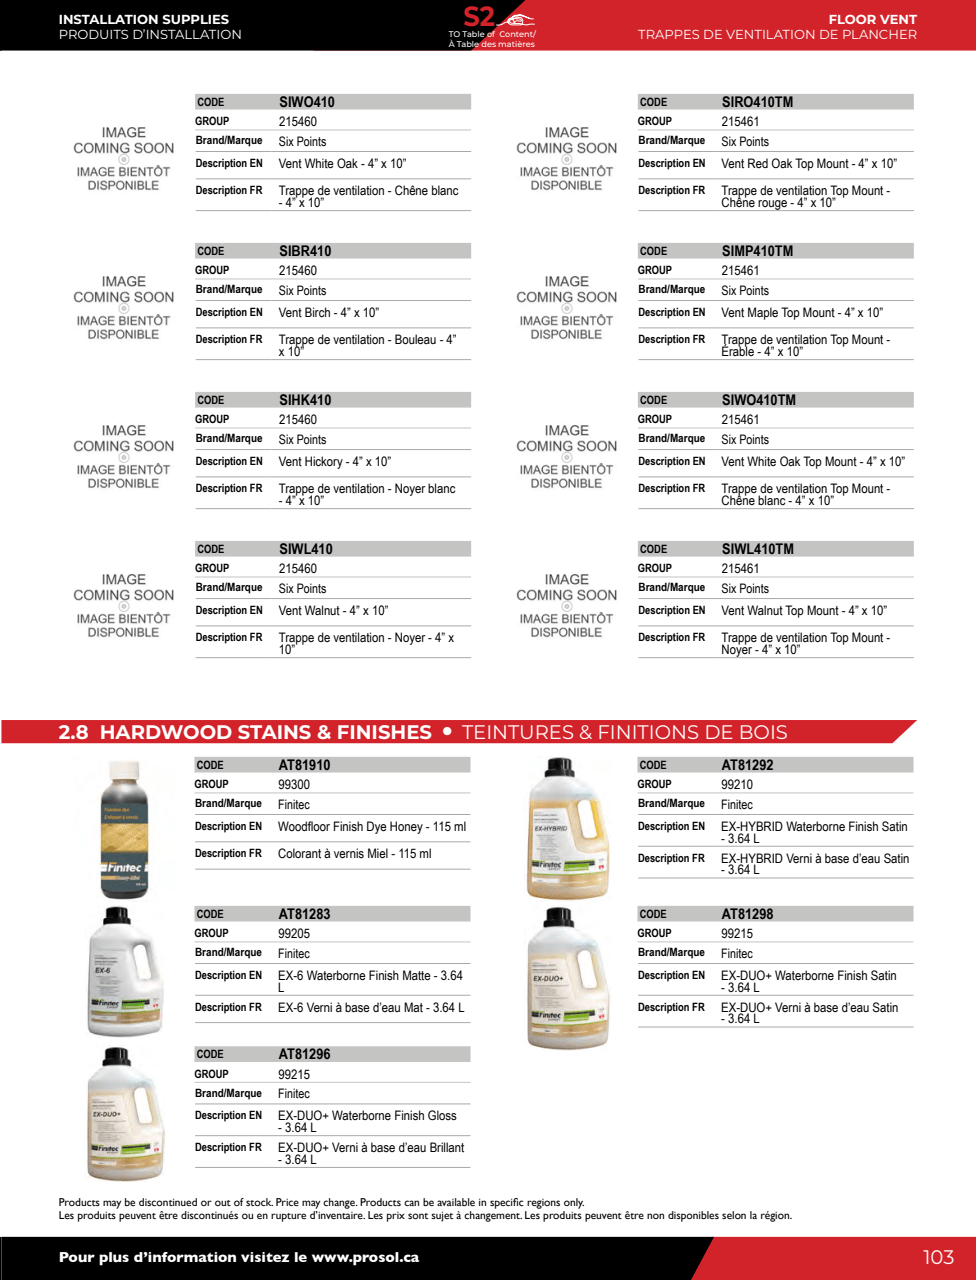 INSTALLATION SUPPLIES
PRODUITS D'INSTALLATION
S2
TO Table of Content/
À Table des matières
FLOOR VENT
TRAPPES DE VENTILATION DE PLANCHER
IMAGE
COMING SOON
IMAGE BIENTÔT
DISPONIBLE
CODE SIWO410
GROUP 215460
Brand/Marque Six Points
Description EN Vent White Oak - 4" x 10"
Description FR Trappe de ventilation - Chêne blanc
- 4" x 10"
IMAGE
COMING SOON
IMAGE BIENTÔT
DISPONIBLE
CODE SIRO410TM
GROUP 215461
Brand/Marque Six Points
Description EN Vent Red Oak Top Mount - 4" x 10"
Description FR Trappe de ventilation Top Mount -
Chêne rouge - 4" x 10"
IMAGE
COMING SOON
IMAGE BIENTÔT
DISPONIBLE
CODE SIBR410
GROUP 215460
Brand/Marque Six Points
Description EN Vent Birch - 4" x 10"
Description FR Trappe de ventilation - Bouleau - 4"
x 10"
IMAGE
COMING SOON
IMAGE BIENTÔT
DISPONIBLE
CODE SIMP410TM
GROUP 215461
Brand/Marque Six Points
Description EN Vent Maple Top Mount - 4" x 10"
Description FR Trappe de ventilation Top Mount -
Érable - 4" x 10"
IMAGE
COMING SOON
IMAGE BIENTÔT
DISPONIBLE
CODE SIHK410
GROUP 215460
Brand/Marque Six Points
Description EN Vent Hickory - 4" x 10"
Description FR Trappe de ventilation - Noyer blanc
- 4" x 10"
IMAGE
COMING SOON
IMAGE BIENTÔT
DISPONIBLE
CODE SIWO410TM
GROUP 215461
Brand/Marque Six Points
Description EN Vent White Oak Top Mount - 4" x 10"
Description FR Trappe de ventilation Top Mount -
Chêne blanc - 4" x 10"
IMAGE
COMING SOON
IMAGE BIENTÔT
DISPONIBLE
CODE SIWL410
GROUP 215460
Brand/Marque Six Points
Description EN Vent Walnut - 4" x 10"
Description FR Trappe de ventilation - Noyer - 4" x
10"
IMAGE
COMING SOON
IMAGE BIENTÔT
DISPONIBLE
CODE SIWL410TM
GROUP 215461
Brand/Marque Six Points
Description EN Vent Walnut Top Mount - 4" x 10"
Description FR Trappe de ventilation Top Mount -
Noyer - 4" x 10"
2.8 HARDWOOD STAINS & FINISHES • TEINTURES & FINITIONS DE BOIS
Finitec
CODE AT81910
GROUP 99300
Brand/Marque Finitec
Description EN Woodfloor Finish Dye Honey - 115 ml
Description FR Colorant à vernis Miel - 115 ml
EX-HYBRID
Finitec
CODE AT81292
GROUP 99210
Brand/Marque Finitec
Description EN EX-HYBRID Waterborne Finish Satin
- 3.64 L
Description FR EX-HYBRID Verni à base d'eau Satin
- 3.64 L
EX-6
Finitec
CODE AT81283
GROUP 99205
Brand/Marque Finitec
Description EN EX-6 Waterborne Finish Matte - 3.64
L
Description FR EX-6 Verni à base d'eau Mat - 3.64 L
EX-DUO+
Finitec
CODE AT81298
GROUP 99215
Brand/Marque Finitec
Description EN EX-DUO+ Waterborne Finish Satin
- 3.64 L
Description FR EX-DUO+ Verni à base d'eau Satin
- 3.64 L
EX-DUO+
Finitec
CODE AT81296
GROUP 99215
Brand/Marque Finitec
Description EN EX-DUO+ Waterborne Finish Gloss
- 3.64 L
Description FR EX-DUO+ Verni à base d'eau Brillant
- 3.64 L
Products may be discontinued or out of stock. Price may change. Products can be available in specific regions only.
Les produits peuvent être discontinués ou en rupture d'inventaire. Les prix sont sujet à changement. Les produits peuvent être non disponibles selon la région.
Pour plus d'information visitez le www.prosol.ca
103